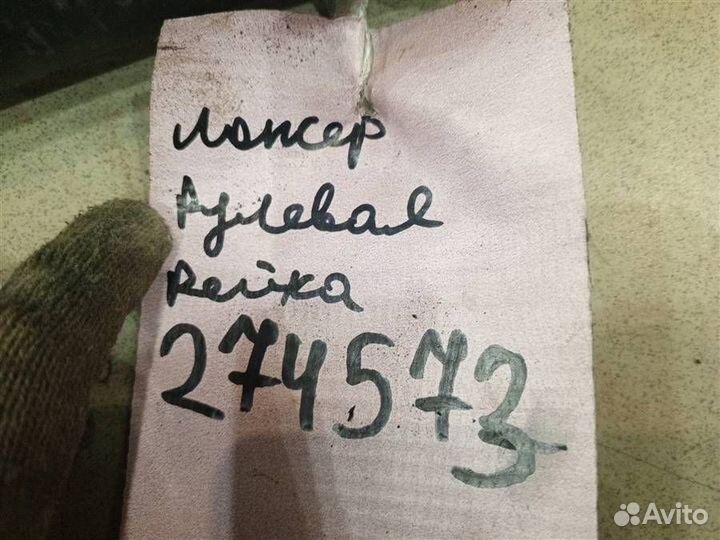 Лансер
Рулевая
Рейка
274573
Avito